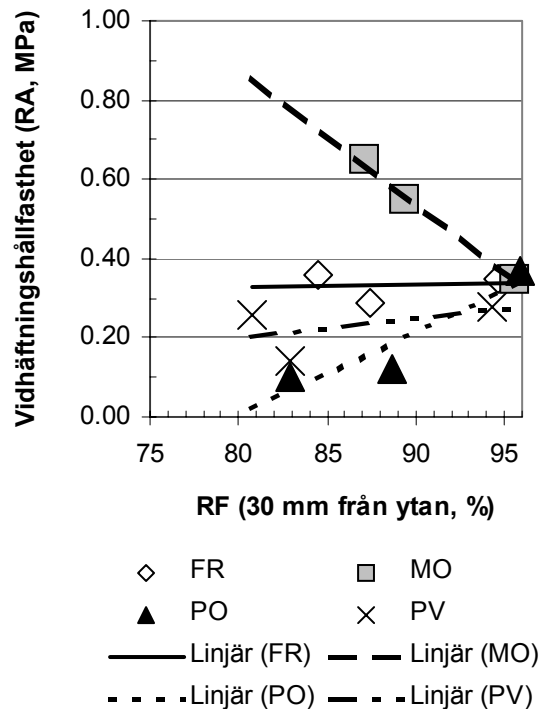 Vidhäftningshållfasthet (RA, MPa)
1.00
0.80
0.60
0.40
0.20
0.00
75 80 85 90 95
RF (30 mm från ytan, %)
FR MO
PO PV
Linjär (FR) Linjär (MO)
Linjär (PO) Linjär (PV)